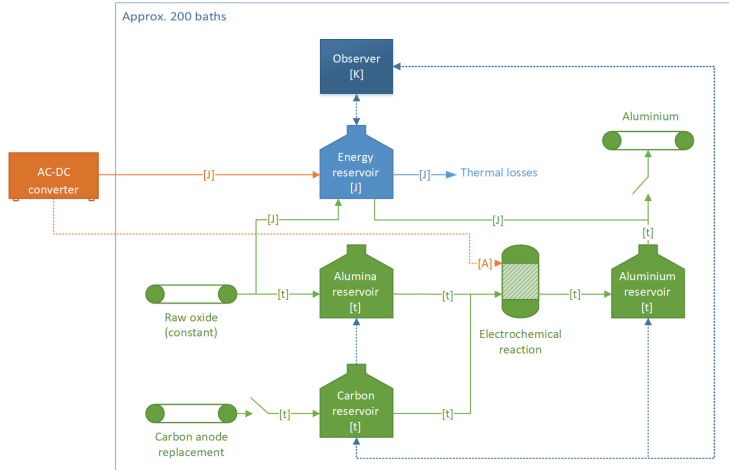 Approx. 200 baths
Observer
[K]
Aluminium
AC-DC
converter
[J]
Energy
reservoir
[J]
[J]
Thermal losses
[J]
[J]
[t]
[A]
Raw oxide
(constant)
[t]
Alumina
reservoir
[t]
[t]
Electrochemical
reaction
[t]
Aluminium
reservoir
[t]
Carbon anode
replacement
[t]
Carbon
reservoir
[t]
[t]